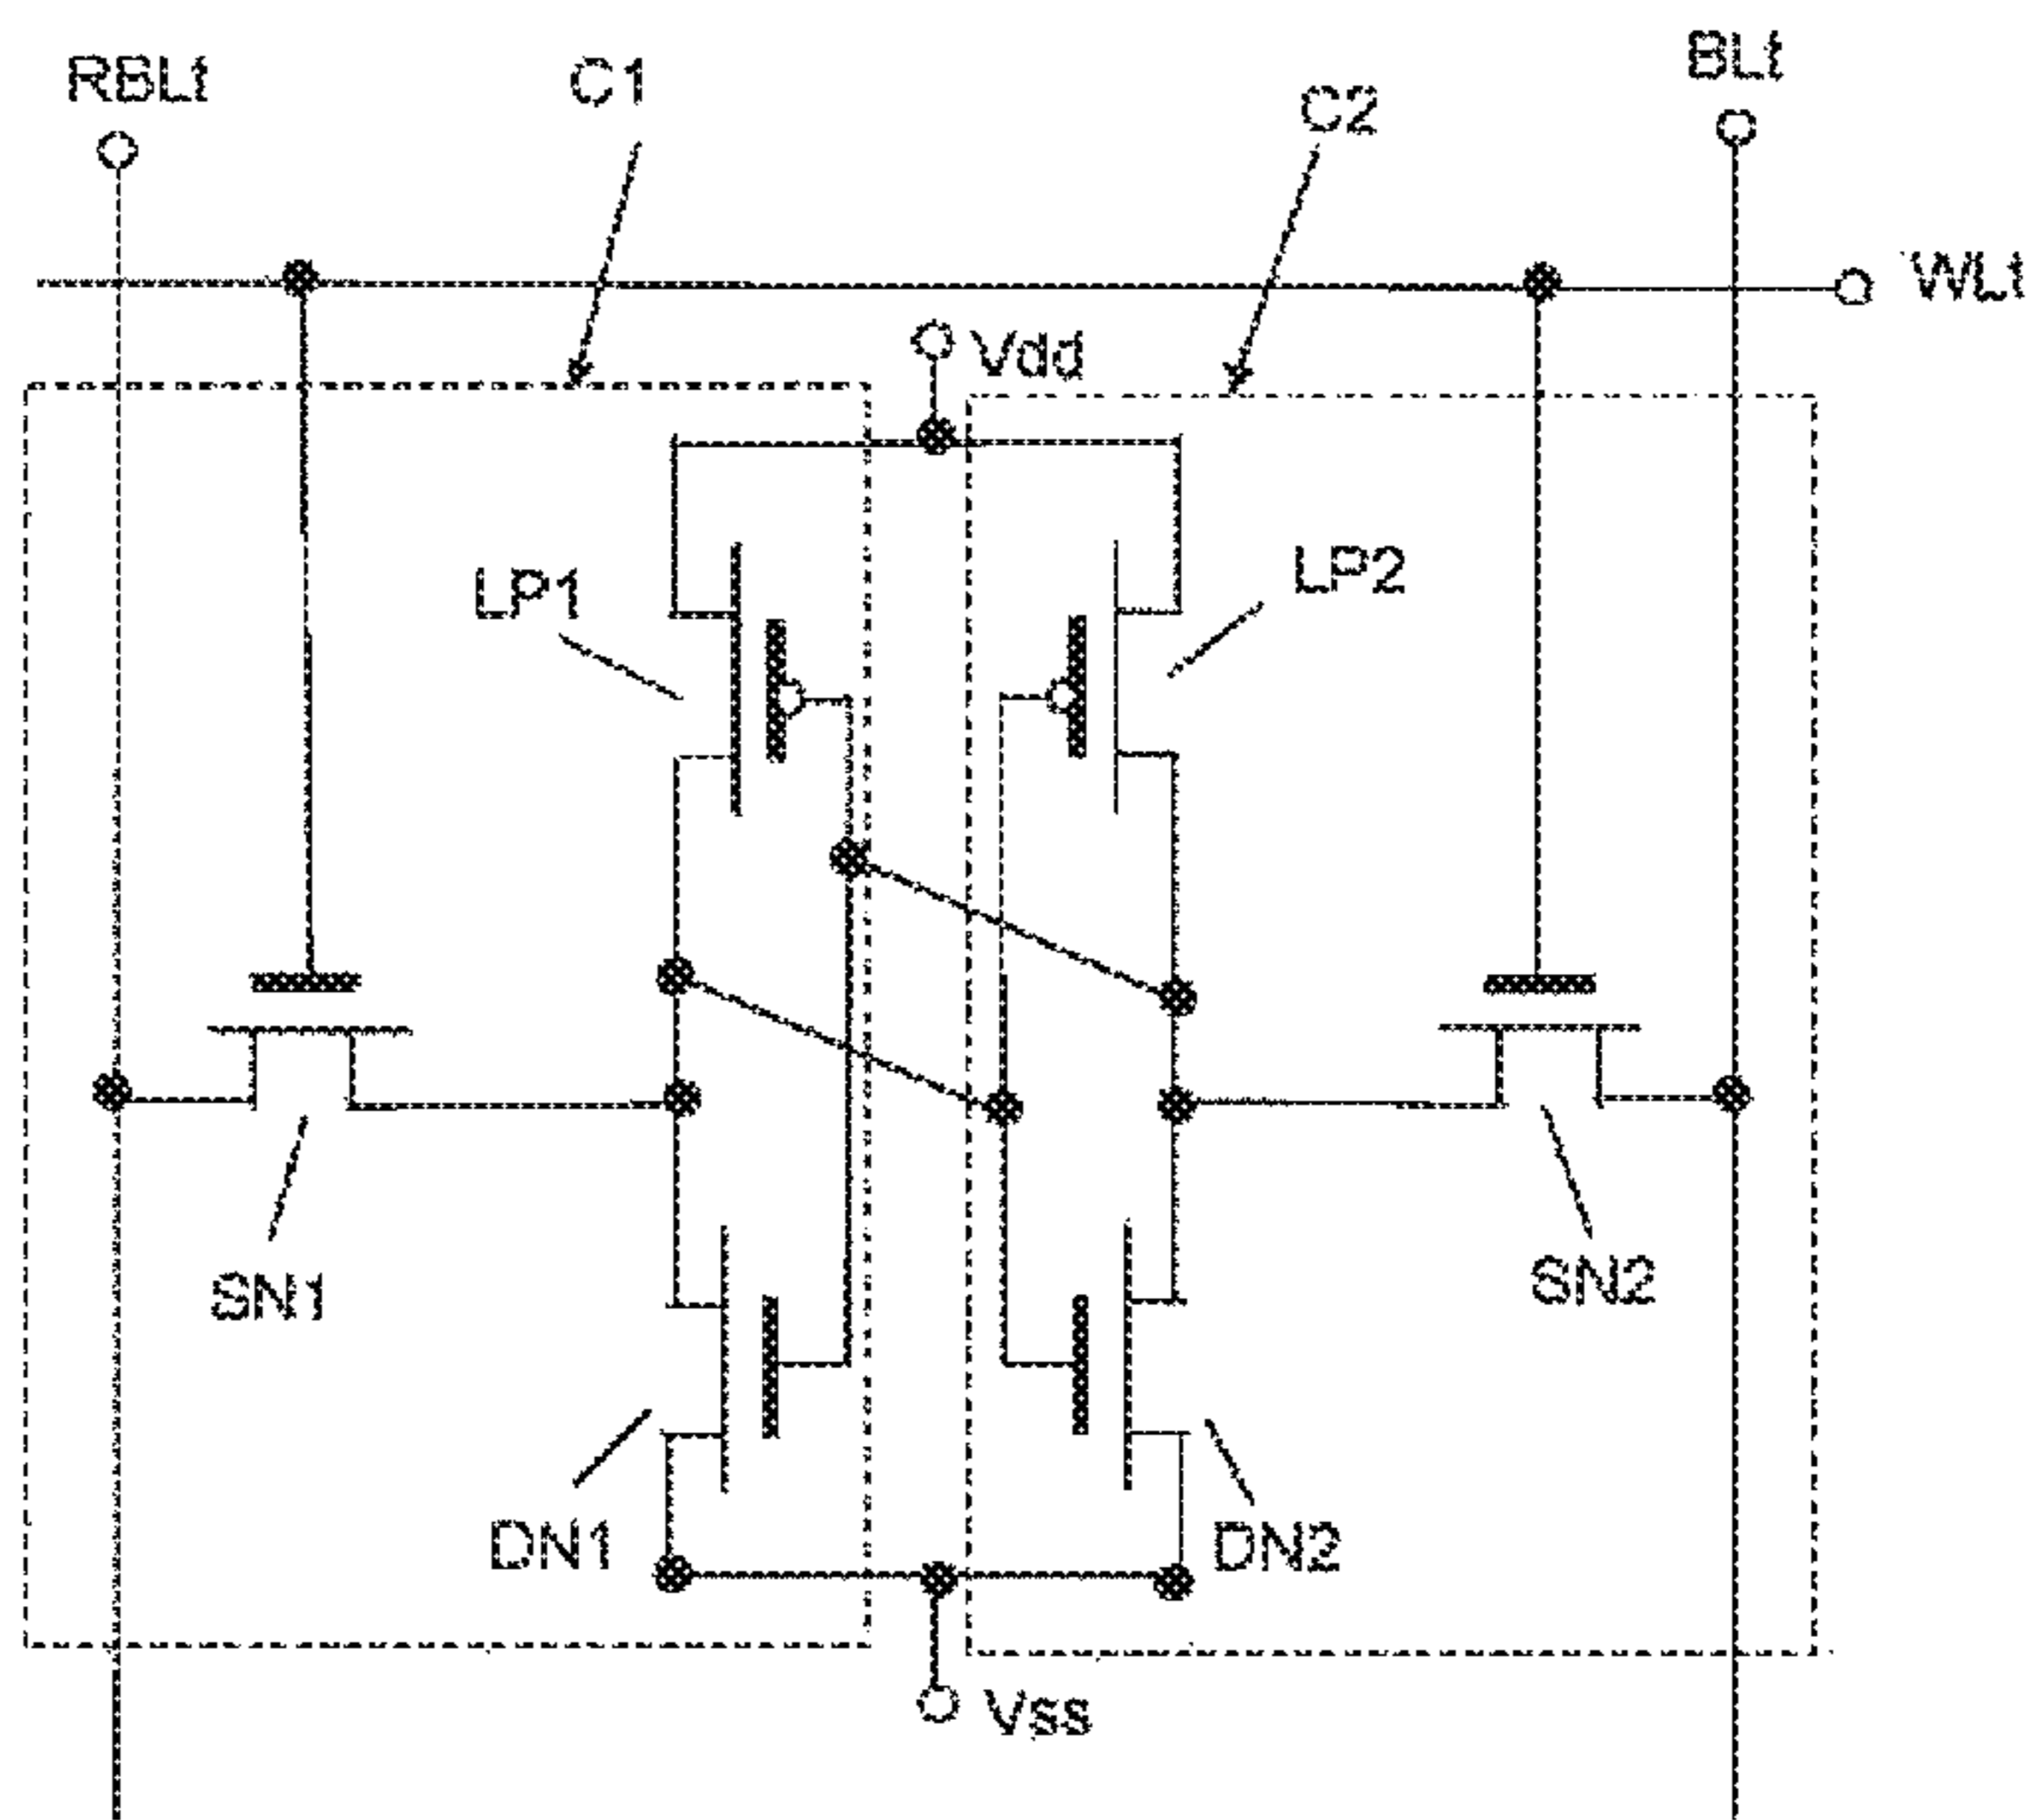 RBLt
C1
C2
BLt
WLt
Vdd
LP1
LP2
SN1
SN2
DN1
DN2
Vss